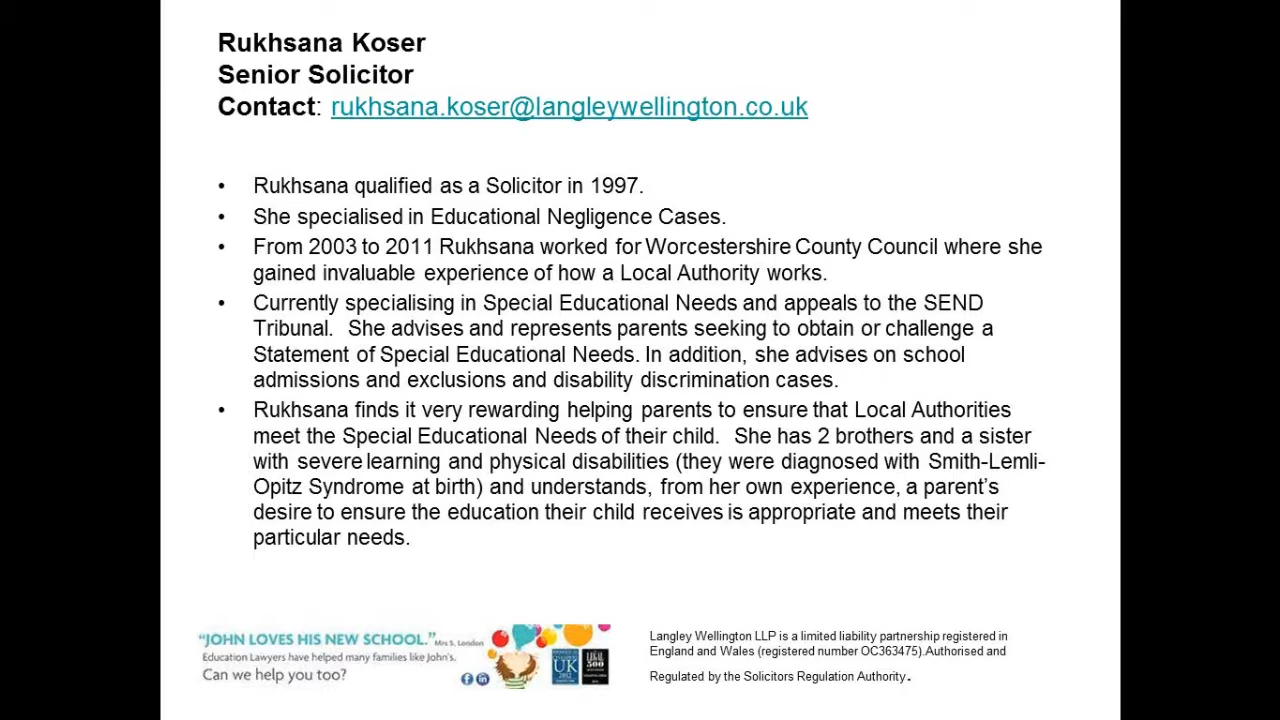 Rukhsana Koser
Senior Solicitor
Contact: rukhsana.koser@langleywellington.co.uk
• Rukhsana qualified as a Solicitor in 1997.
• She specialised in Educational Negligence Cases.
• From 2003 to 2011 Rukhsana worked for Worcestershire County Council where she
gained invaluable experience of how a Local Authority works.
• Currently specialising in Special Educational Needs and appeals to the SEND
Tribunal.  She advises and represents parents seeking to obtain or challenge a
Statement of Special Educational Needs. In addition, she advises on school
admissions and exclusions and disability discrimination cases.
• Rukhsana finds it very rewarding helping parents to ensure that Local Authorities
meet the Special Educational Needs of their child.  She has 2 brothers and a sister
with severe learning and physical disabilities (they were diagnosed with Smith-Lemli-
Opitz Syndrome at birth) and understands, from her own experience, a parent's
desire to ensure the education their child receives is appropriate and meets their
particular needs.
"JOHN LOVES HIS NEW SCHOOL." Mrs S, London
Education Lawyers have helped many families like John's.
Can we help you too?
UK
500
Langley Wellington LLP is a limited liability partnership registered in
England and Wales (registered number OC363475).Authorised and
Regulated by the Solicitors Regulation Authority.